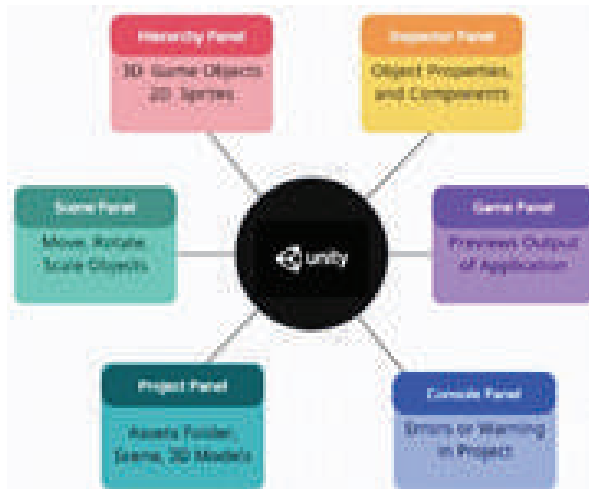 Hierarchy Panel
3D Game Objects
2D Sprites
Inspector Panel
Object Properties,
and Components
Scene Panel
Move, Rotate,
Scale Objects
unity
Game Panel
Previews Output
of Application
Project Panel
Assets Folder,
Scene, 3D Models
Console Panel
Errors or Warning
in Project